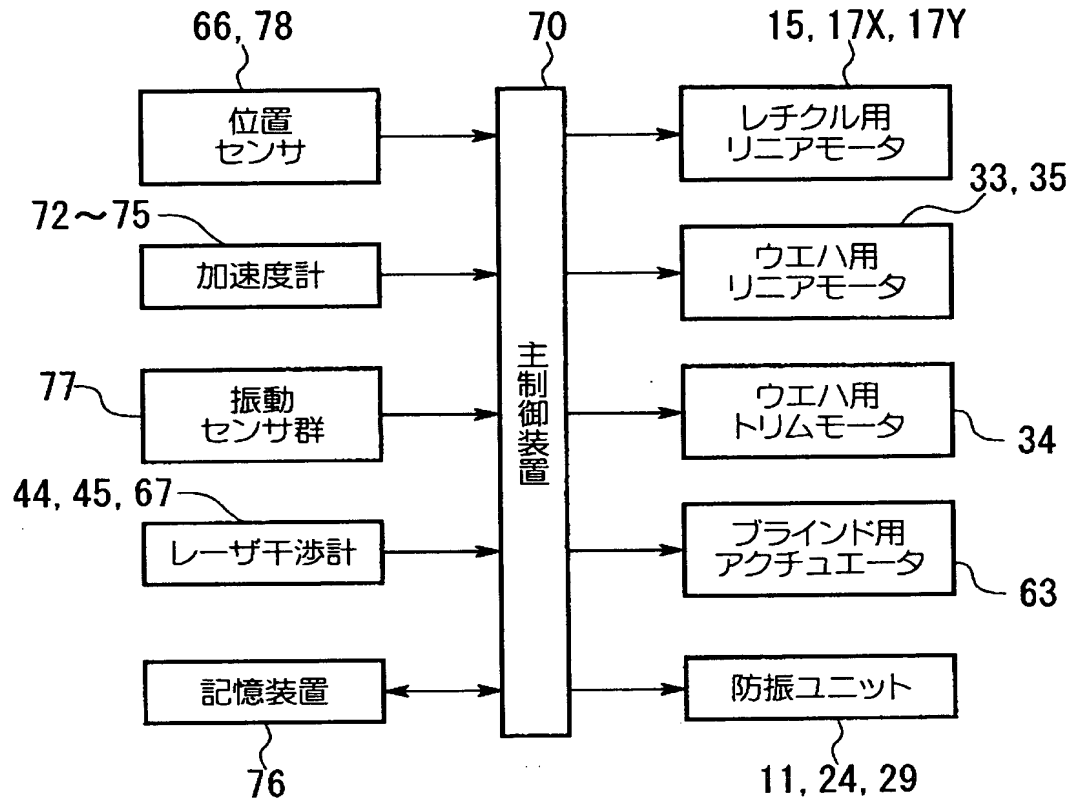 66, 78
位置
センサ
72～75
加速度計
77
振動
センサ群
44, 45, 67
レーザ干渉計
記憶装置
76
70
主制御装置
15, 17X, 17Y
レチクル用
リニアモータ
33, 35
ウエハ用
リニアモータ
ウエハ用
トリムモータ
34
ブラインド用
アクチュエータ
63
防振ユニット
11, 24, 29